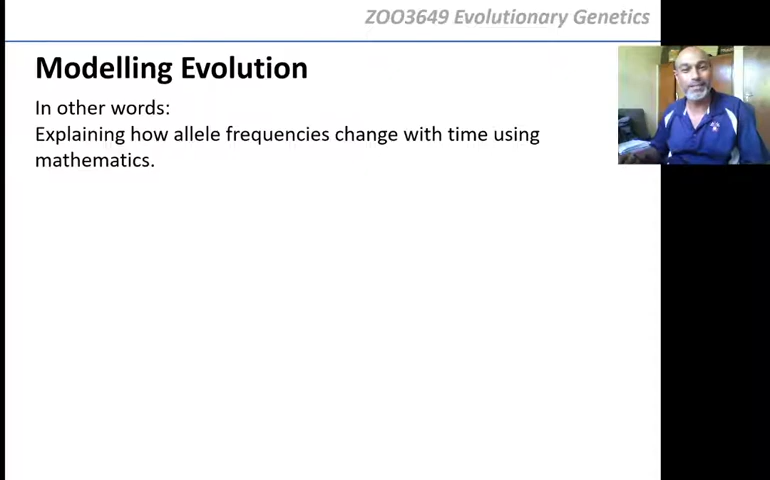 ZOO3649 Evolutionary Genetics
Modelling Evolution
In other words:
Explaining how allele frequencies change with time using
mathematics.